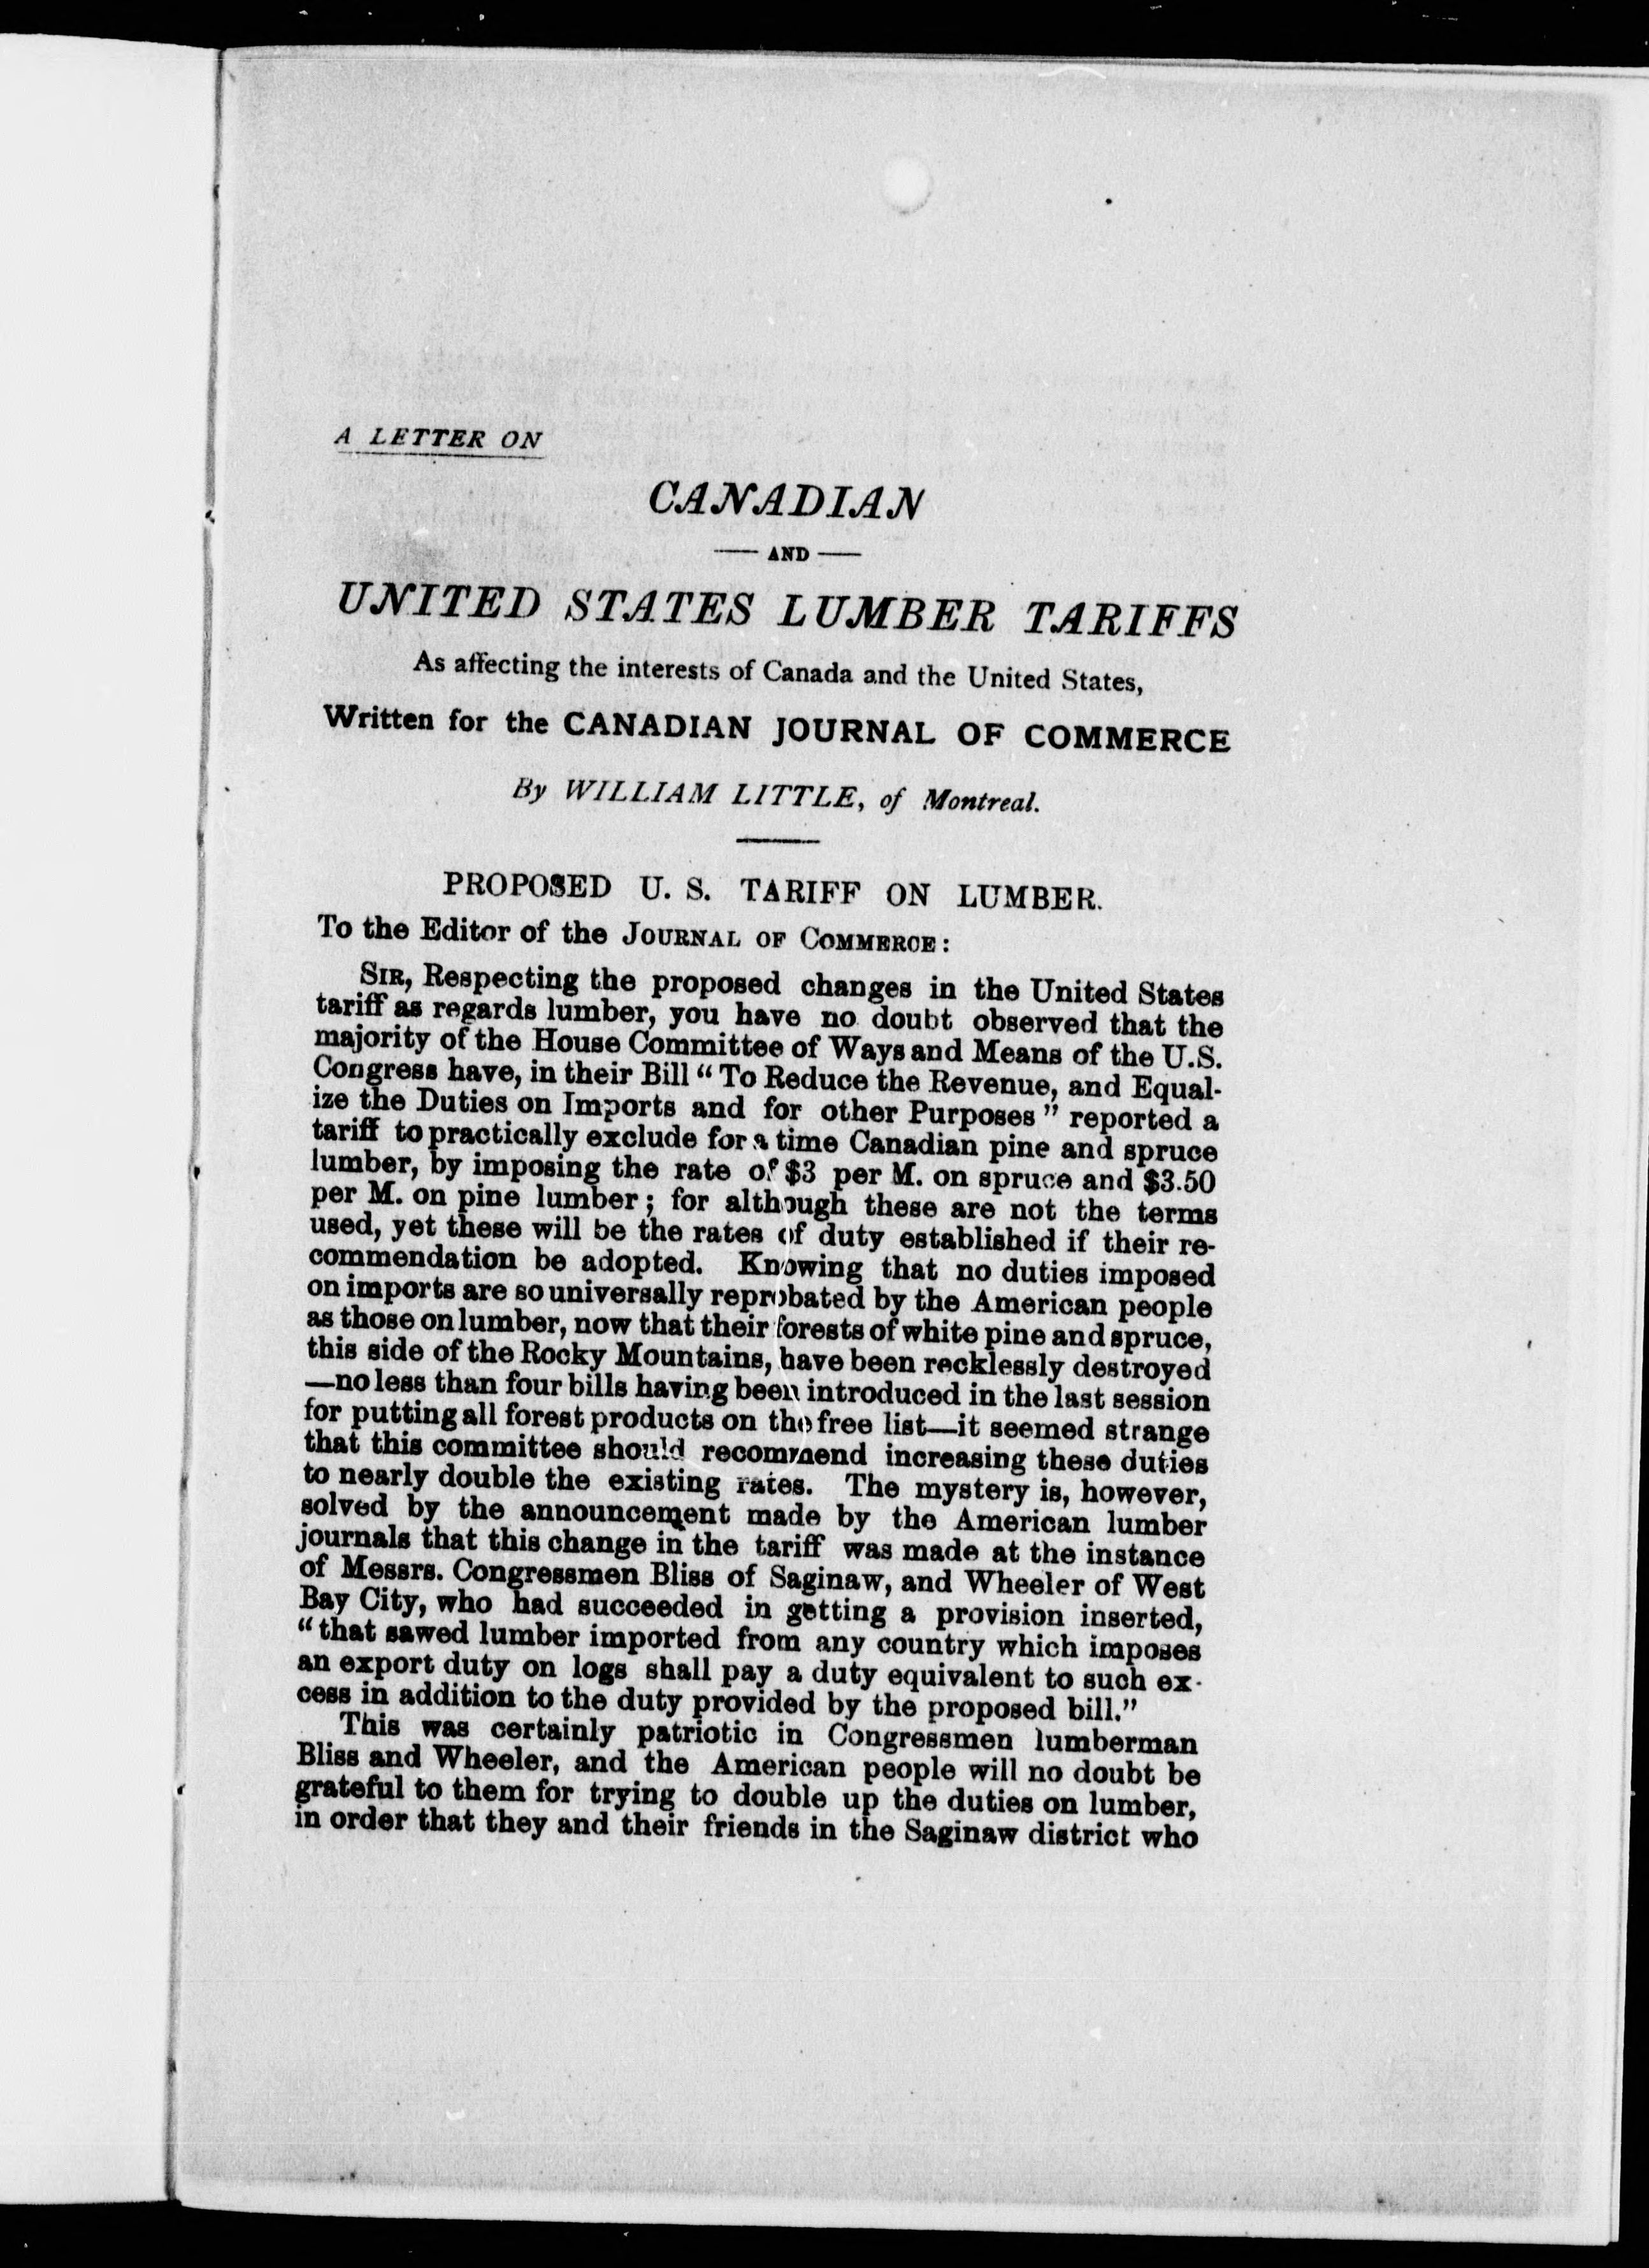 A LETTER ON
CANADIAN
— AND —
UNITED STATES LUMBER TARIFFS
As affecting the interests of Canada and the United States,
Written for the CANADIAN JOURNAL OF COMMERCE
By WILLIAM LITTLE, of Montreal.
PROPOSED U. S. TARIFF ON LUMBER.
To the Editor of the JOURNAL OF COMMERCE:
SIR, Respecting the proposed changes in the United States
tariff as regards lumber, you have no doubt observed that the
majority of the House Committee of Ways and Means of the U.S.
Congress have, in their Bill “To Reduce the Revenue, and Equal-
ize the Duties on Imports and for other Purposes” reported a
tariff to practically exclude for a time Canadian pine and spruce
lumber, by imposing the rate of $3 per M. on spruce and $3.50
per M. on pine lumber; for although these are not the terms
used, yet these will be the rates of duty established if their re-
commendation be adopted. Knowing that no duties imposed
on imports are so universally reprobated by the American people
as those on lumber, now that their forests of white pine and spruce,
this side of the Rocky Mountains, have been recklessly destroyed
—no less than four bills having been introduced in the last session
for putting all forest products on the free list—it seemed strange
that this committee should recommend increasing these duties
to nearly double the existing rates. The mystery is, however,
solved by the announcement made by the American lumber
journals that this change in the tariff was made at the instance
of Messrs. Congressmen Bliss of Saginaw, and Wheeler of West
Bay City, who had succeeded in getting a provision inserted,
“that sawed lumber imported from any country which imposes
an export duty on logs shall pay a duty equivalent to such ex-
cess in addition to the duty provided by the proposed bill.”
This was certainly patriotic in Congressmen lumberman
Bliss and Wheeler, and the American people will no doubt be
grateful to them for trying to double up the duties on lumber,
in order that they and their friends in the Saginaw district who